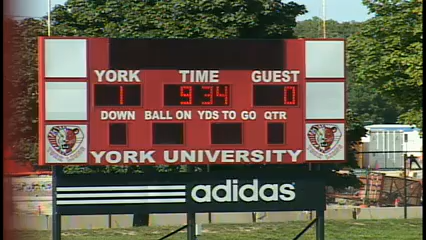 YORK TIME GUEST
1 9 34 0
DOWN BALL ON YDS TO GO QTR
YORK UNIVERSITY
adidas